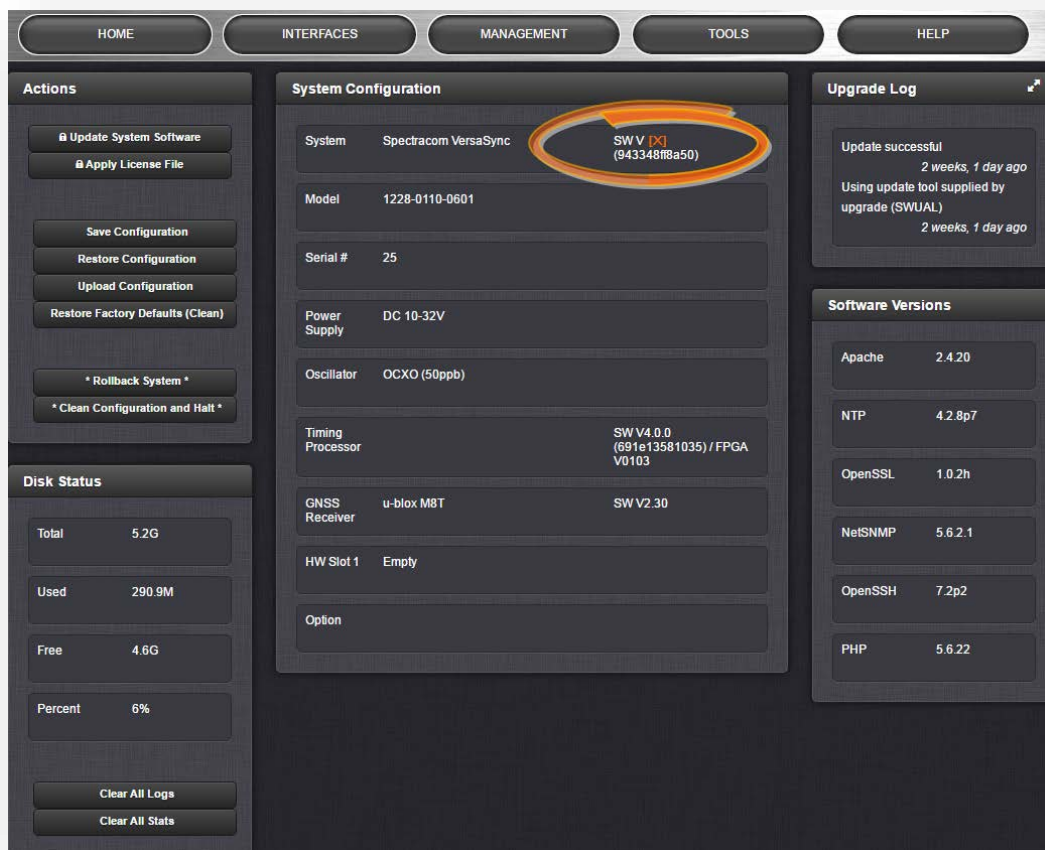 HOME INTERFACES MANAGEMENT TOOLS HELP
Actions
Update System Software
Apply License File
Save Configuration
Restore Configuration
Upload Configuration
Restore Factory Defaults (Clean)
* Rollback System *
* Clean Configuration and Halt *
Disk Status
Total 5.2G
Used 290.9M
Free 4.6G
Percent 6%
Clear All Logs
Clear All Stats
System Configuration
System Spectracom VersaSync SW V [X]
(943348ff8a50)
Model 1228-0110-0601
Serial # 25
Power DC 10-32V
Supply
Oscillator OCXO (50ppb)
Timing SW V4.0.0
Processor (691e13581035) / FPGA
V0103
GNSS u-blox M8T SW V2.30
Receiver
HW Slot 1 Empty
Option
Upgrade Log
Update successful
2 weeks, 1 day ago
Using update tool supplied by
upgrade (SWUAL)
2 weeks, 1 day ago
Software Versions
Apache 2.4.20
NTP 4.2.8p7
OpenSSL 1.0.2h
NetSNMP 5.6.2.1
OpenSSH 7.2p2
PHP 5.6.22